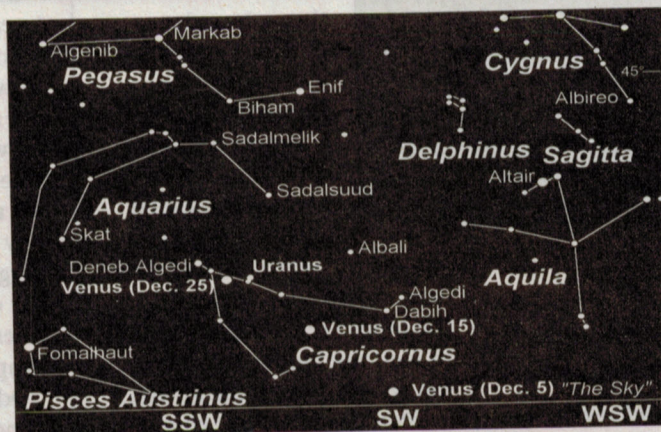 Markab
Algenib
Pegasus
Enif
Biham
Cygnus
45°
Albireo
Sadalmelik
Delphinus Sagitta
Altair
Sadalsuud
Aquarius
Skat
Albali
Deneb Algedi
Uranus
Venus (Dec. 25)
Aquila
Algedi
Dabih
Venus (Dec. 15)
Fomalhaut
Capricornus
Pisces Austrinus
Venus (Dec. 5) "The Sky"
SSW SW WSW